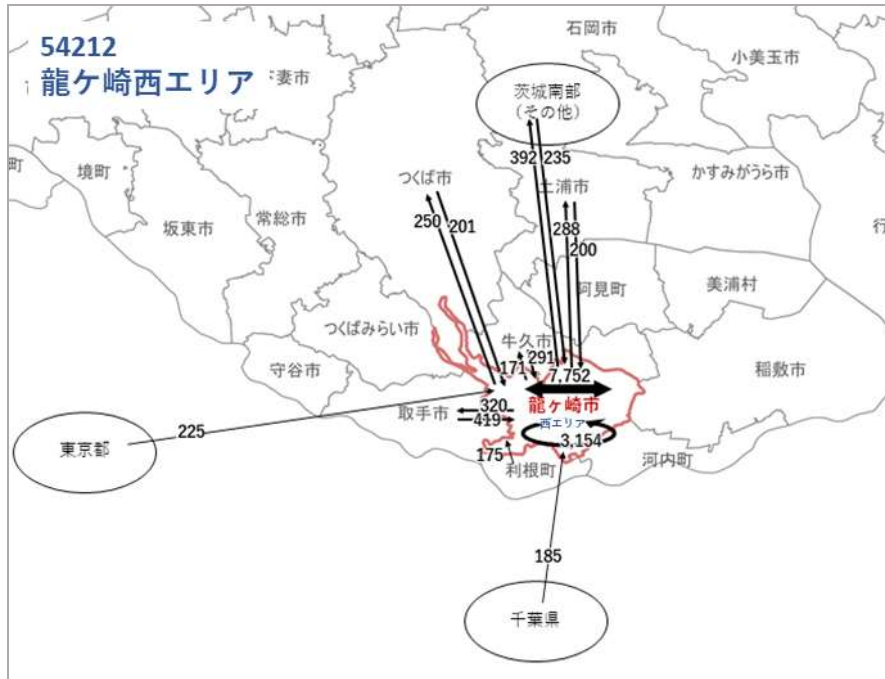 54212
龍ケ崎西エリア
石岡市
小美玉市
茨城南部
(その他)
境町
町
坂東市
常総市
つくば市
土浦市
かすみがうら市
行
392
235
250
201
288
200
阿見町
美浦村
つくばみらい市
牛久市
守谷市
稲敷市
171
291
7,752
龍ヶ崎市
西エリア
320
419
取手市
225
東京都
3,154
175
利根町
河内町
185
千葉県